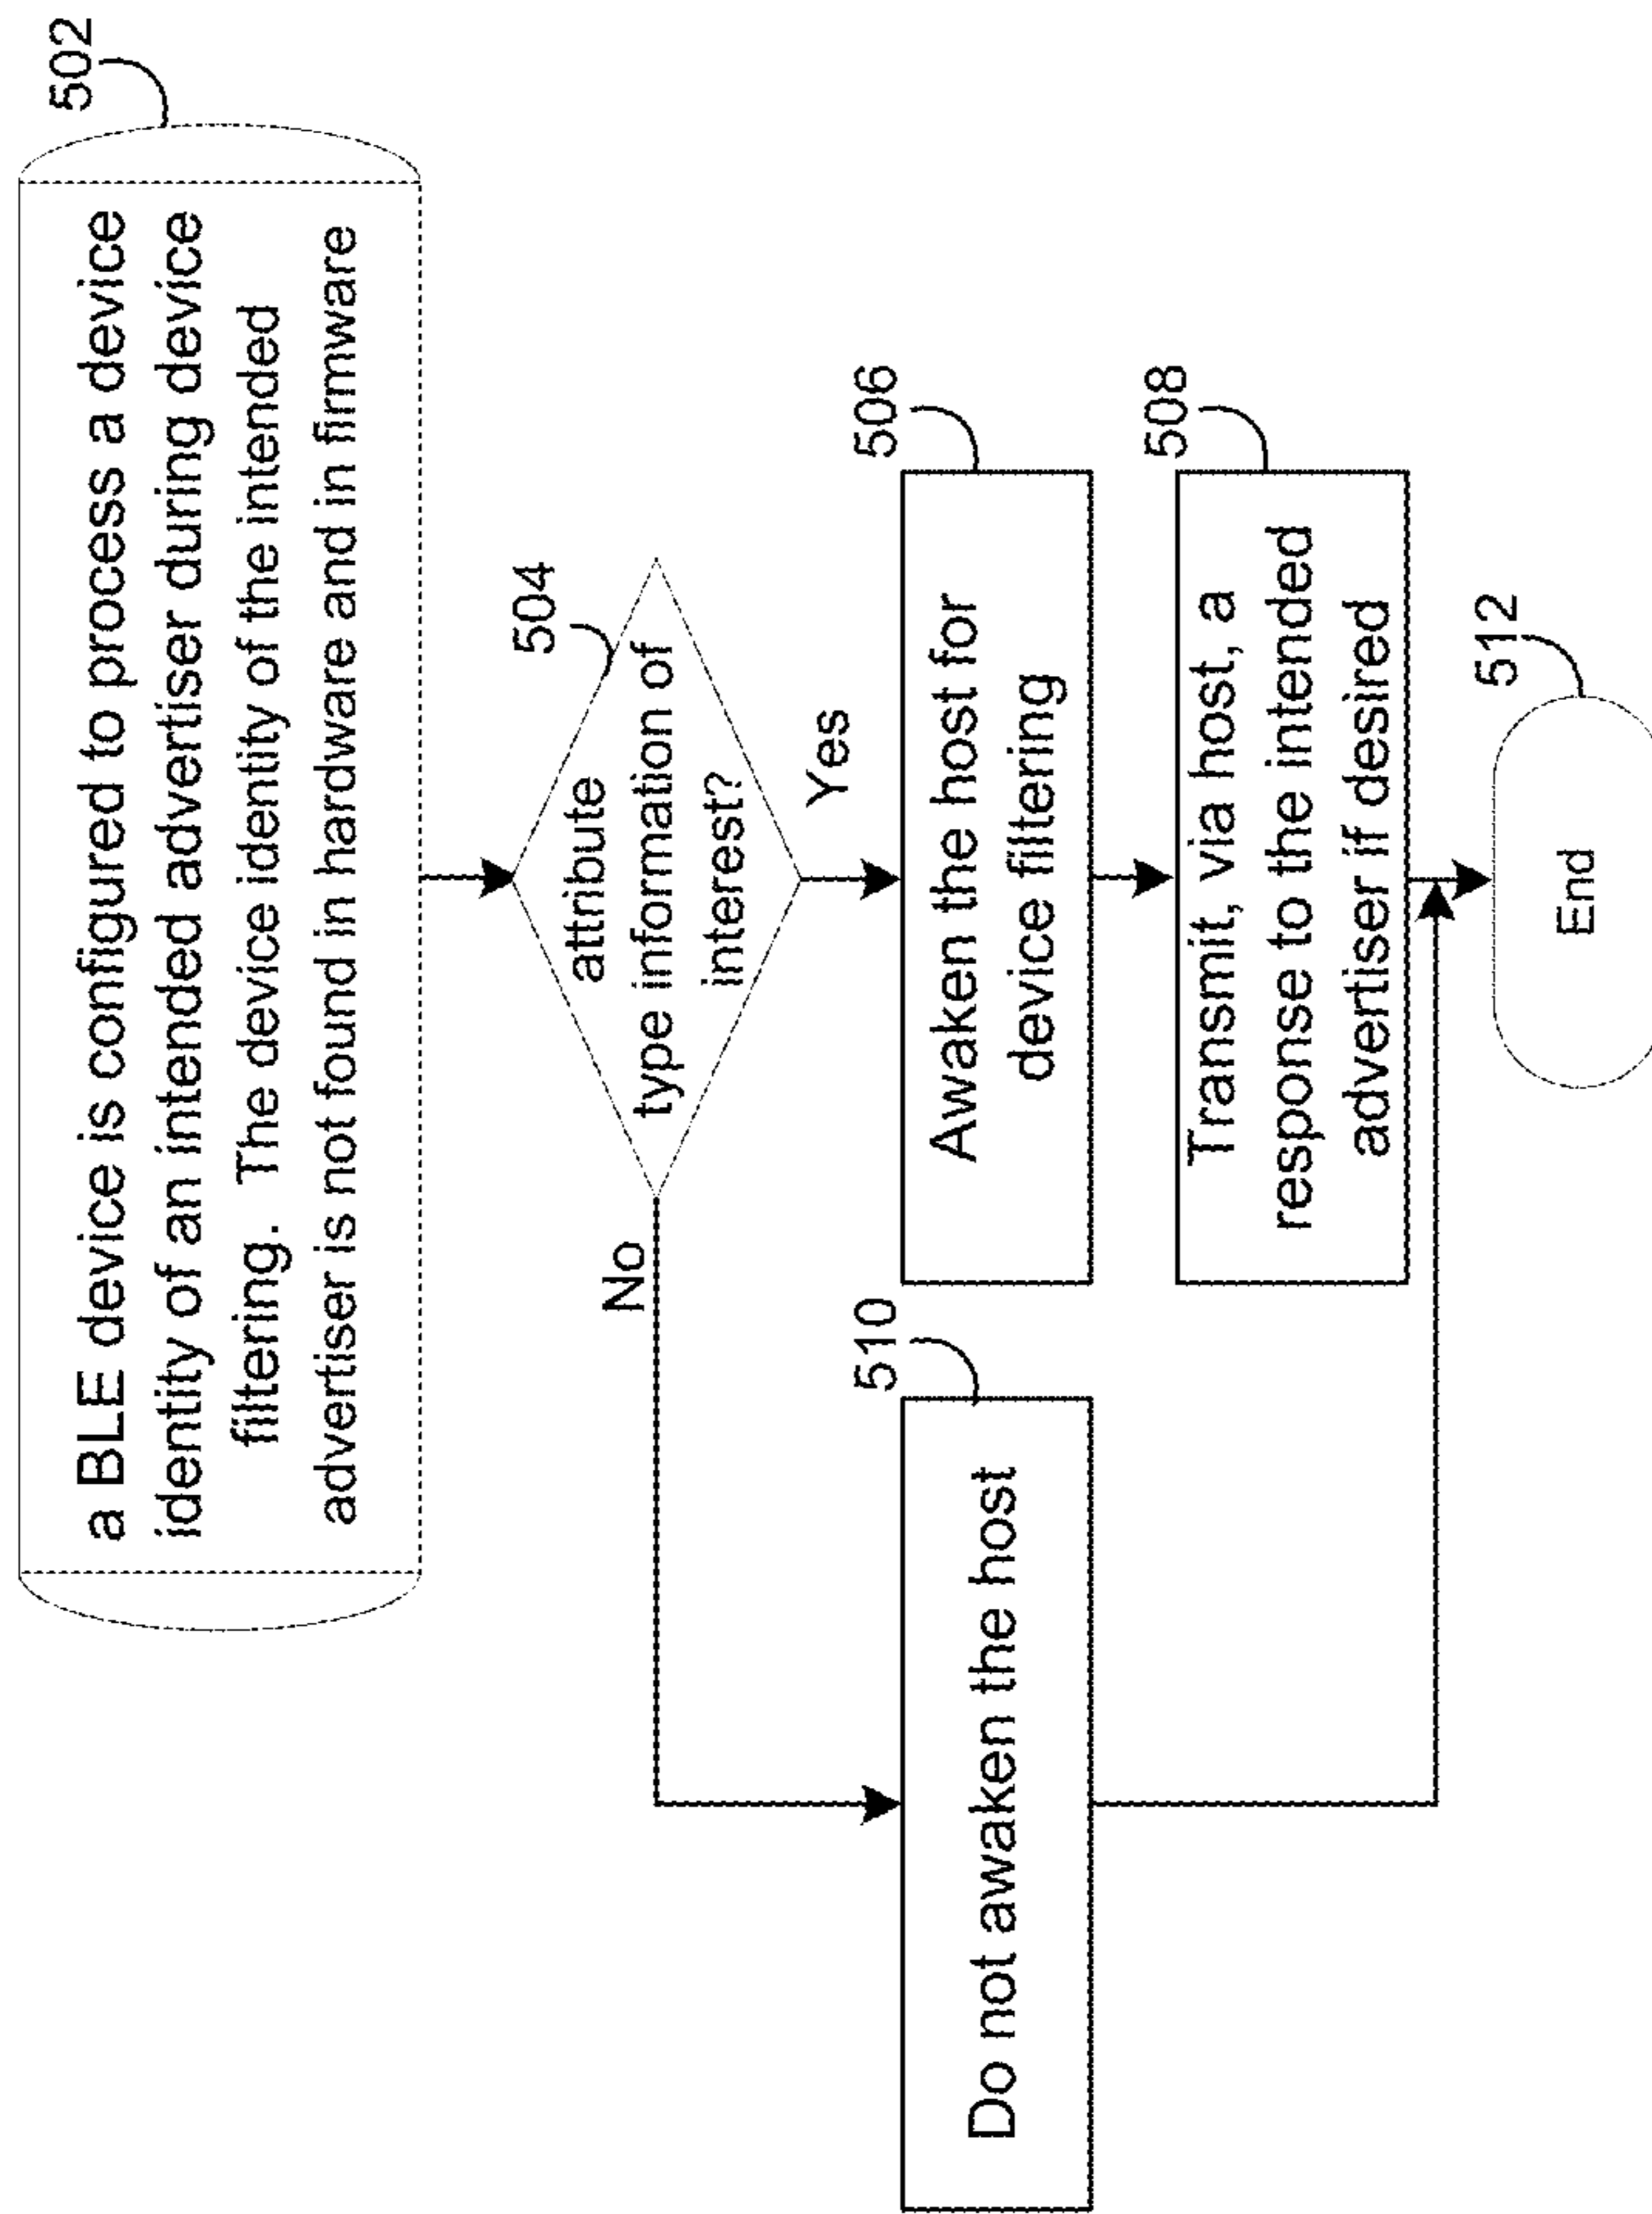 502
a BLE device is configured to process a device
identity of an intended advertiser during device
filtering. The device identity of the intended
advertiser is not found in hardware and in firmware
504
attribute
type information of
interest?
No
Yes
510
Do not awaken the host
506
Awaken the host for
device filtering
508
Transmit, via host, a
response to the intended
advertiser if desired
512
End